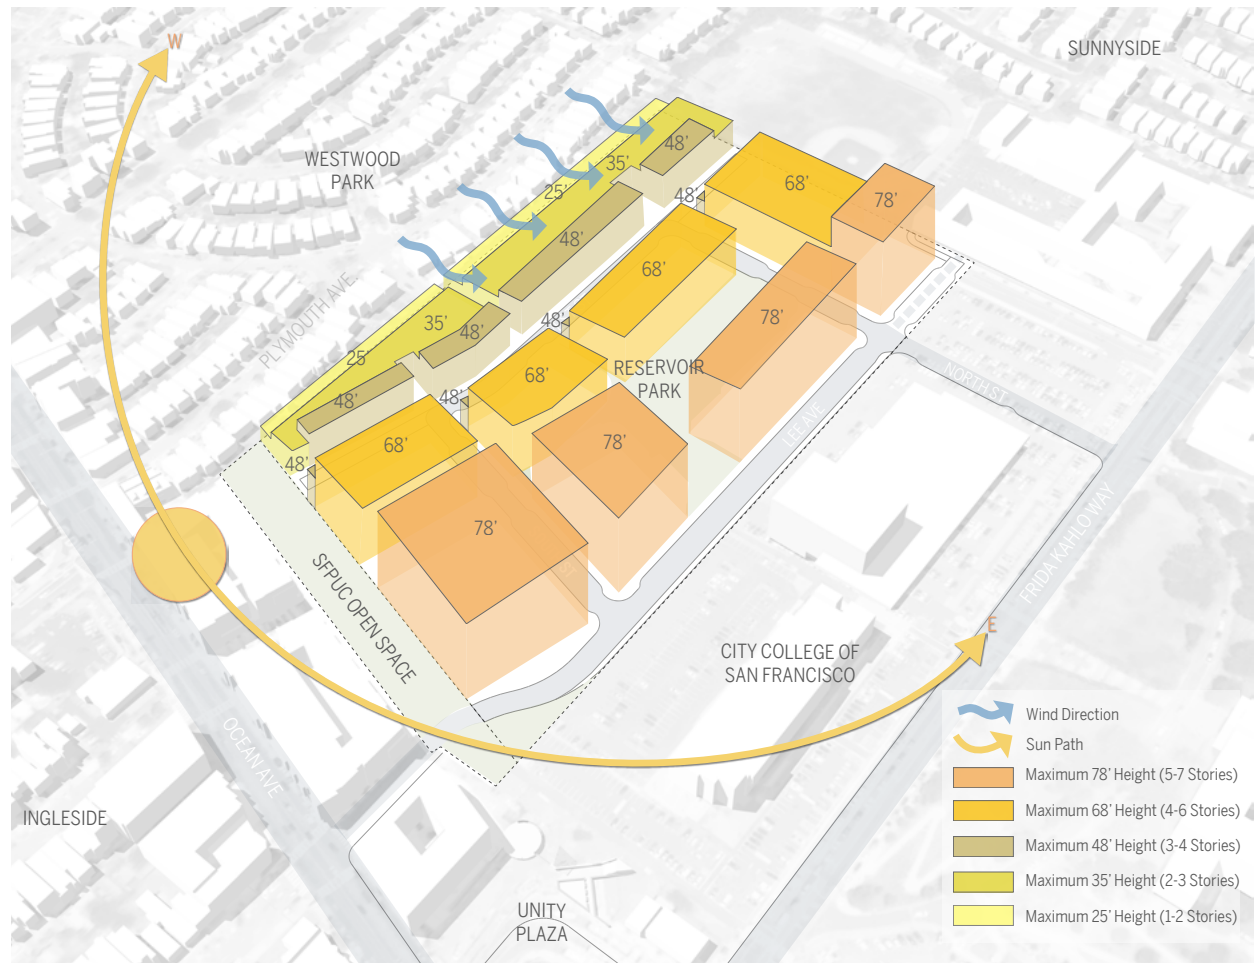 W
SUNNYSIDE
WESTWOOD
PARK
48'
35'
68'
25'
48'
78'
48'
68'
PLYMOUTH AVE.
35'
48'
48'
78'
25'
RESERVOIR
PARK
68'
NORTH ST
48'
48'
LEE AVE
68'
78'
48'
FRIDA KAHLO WAY
78'
SFPUC OPEN SPACE
E
CITY COLLEGE OF
SAN FRANCISCO
OCEAN AVE
Wind Direction
Sun Path
Maximum 78' Height (5-7 Stories)
Maximum 68' Height (4-6 Stories)
Maximum 48' Height (3-4 Stories)
Maximum 35' Height (2-3 Stories)
Maximum 25' Height (1-2 Stories)
INGLESIDE
UNITY
PLAZA